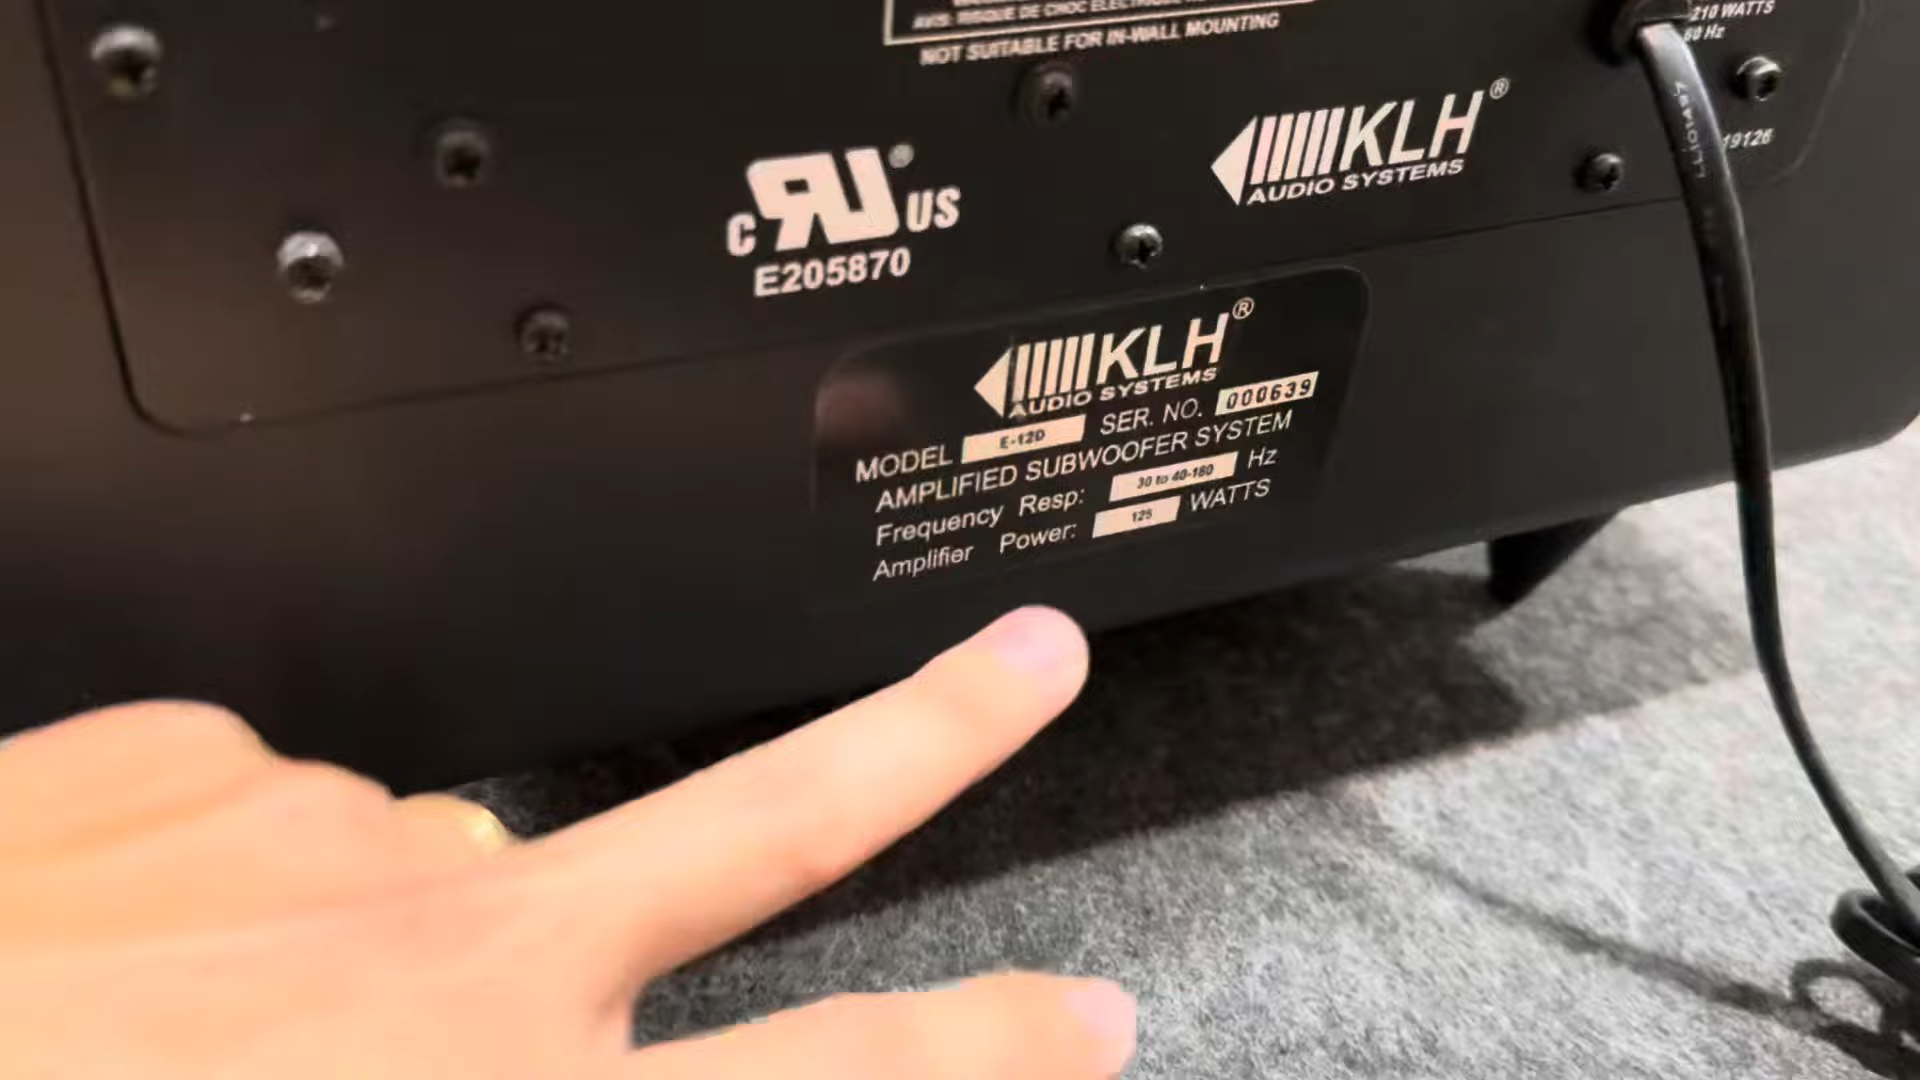 AVIS: RISQUE DE CHOC ELECTRIQUE
NOT SUITABLE FOR IN-WALL MOUNTING
210 WATTS
60 Hz
KLH®
AUDIO SYSTEMS
19126
c RU® US
E205870
KLH®
AUDIO SYSTEMS
MODEL E-12D SER. NO. 000639
AMPLIFIED SUBWOOFER SYSTEM
Frequency Resp: 30 to 40-180 Hz
Amplifier Power: 125 WATTS